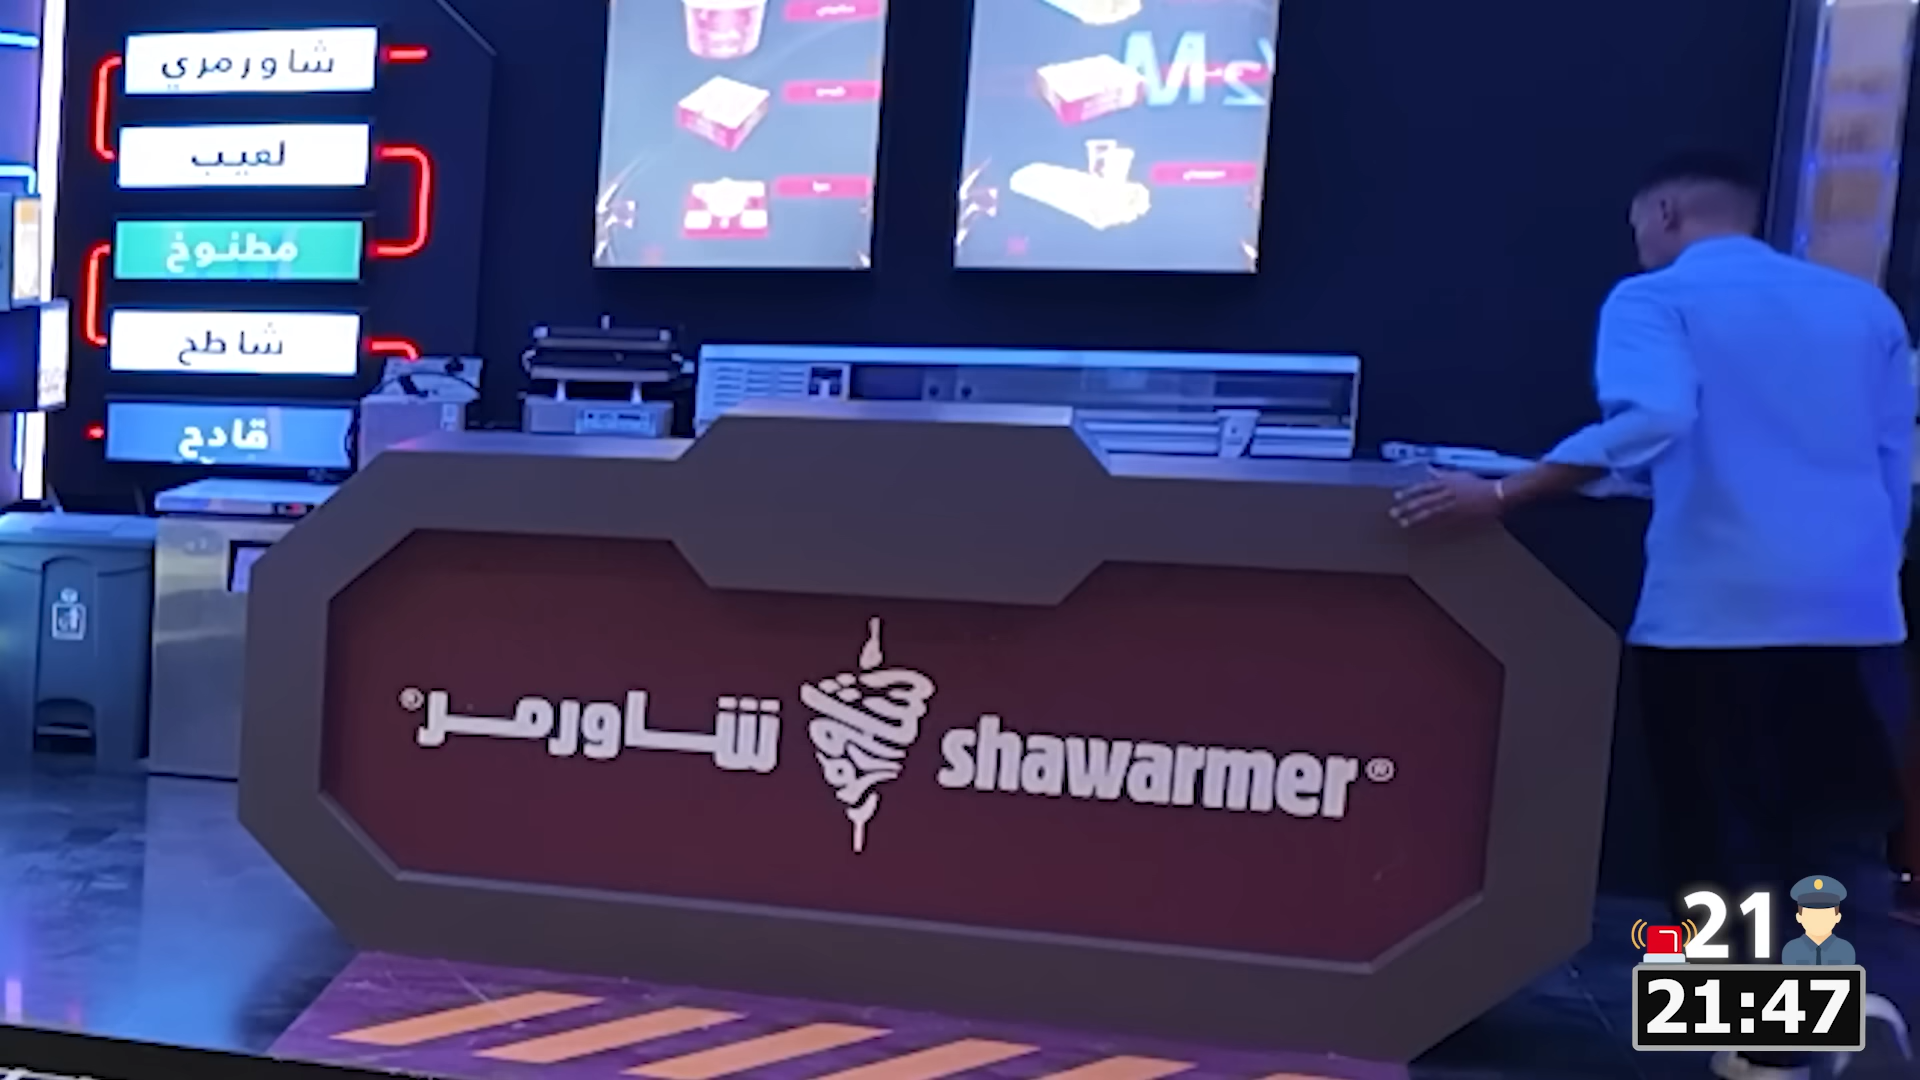 شاورمري
لعيب
مطنوخ
شاطح
قادح
شاورمر®
shawarmer®
21
21:47